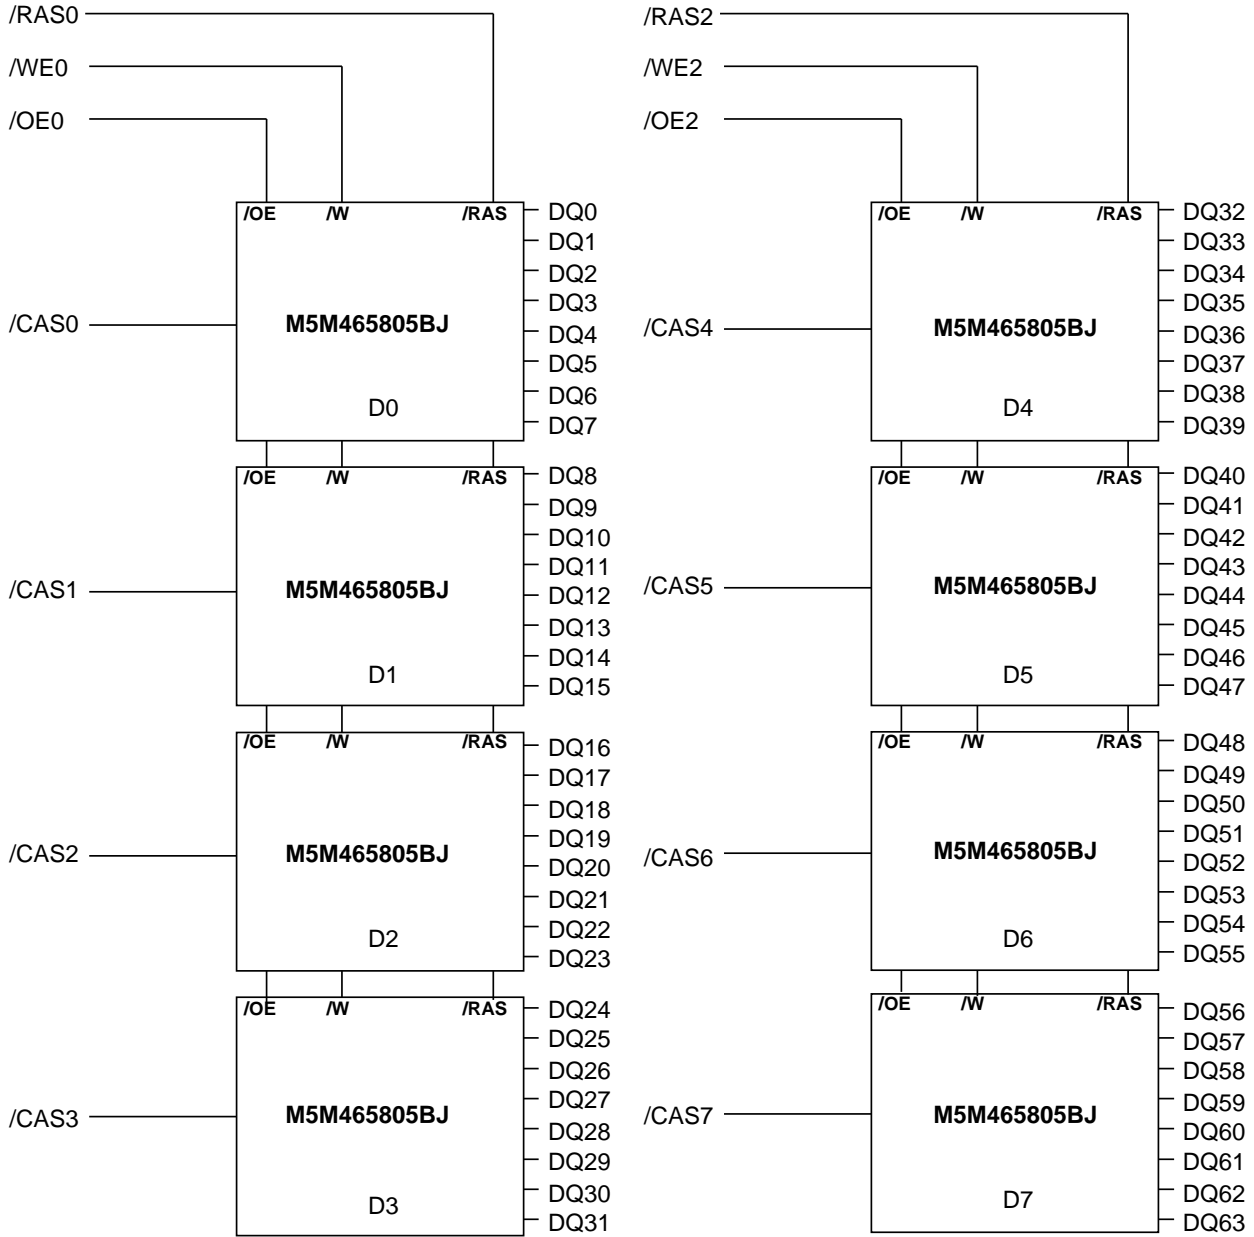 /RAS0
/WE0
/OE0
/OE /W /RAS
DQ0
DQ1
DQ2
DQ3
/CAS0
M5M465805BJ
DQ4
DQ5
DQ6
D0
DQ7
/OE /W /RAS
DQ8
DQ9
DQ10
DQ11
/CAS1
M5M465805BJ
DQ12
DQ13
DQ14
D1
DQ15
/OE /W /RAS
DQ16
DQ17
DQ18
DQ19
/CAS2
M5M465805BJ
DQ20
DQ21
DQ22
D2
DQ23
/OE /W /RAS
DQ24
DQ25
DQ26
DQ27
/CAS3
M5M465805BJ
DQ28
DQ29
DQ30
D3
DQ31
/RAS2
/WE2
/OE2
/OE /W /RAS
DQ32
DQ33
DQ34
DQ35
/CAS4
M5M465805BJ
DQ36
DQ37
DQ38
D4
DQ39
/OE /W /RAS
DQ40
DQ41
DQ42
DQ43
/CAS5
M5M465805BJ
DQ44
DQ45
DQ46
D5
DQ47
/OE /W /RAS
DQ48
DQ49
DQ50
DQ51
/CAS6
M5M465805BJ
DQ52
DQ53
DQ54
D6
DQ55
/OE /W /RAS
DQ56
DQ57
DQ58
DQ59
/CAS7
M5M465805BJ
DQ60
DQ61
DQ62
D7
DQ63